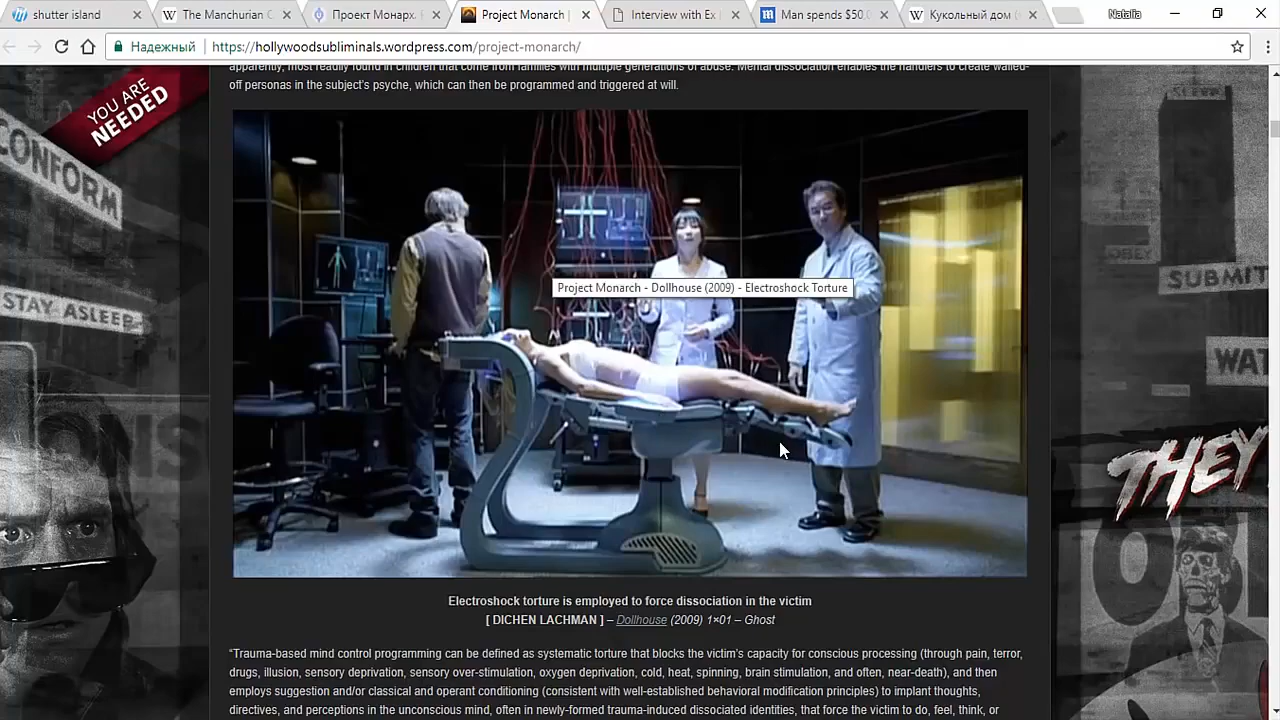 shutter island
The Manchurian C
Проект Монарх.
Project Monarch |
Interview with Ex
Man spends $50,0
Кукольный дом (
Natalia
Надежный
https://hollywoodsubliminals.wordpress.com/project-monarch/
apparently, most readily found in children that come from families with multiple generations of abuse. Mental dissociation enables the handlers to create walled-
off personas in the subject's psyche, which can then be programmed and triggered at will.
YOU ARE
NEEDED
CONFORM
STAY ASLEEP
SLEEP
OBEY
SUBMIT
WAT
THEY
Project Monarch - Dollhouse (2009) - Electroshock Torture
Electroshock torture is employed to force dissociation in the victim
[ DICHEN LACHMAN ] – Dollhouse (2009) 1×01 – Ghost
“Trauma-based mind control programming can be defined as systematic torture that blocks the victim's capacity for conscious processing (through pain, terror,
drugs, illusion, sensory deprivation, sensory over-stimulation, oxygen deprivation, cold, heat, spinning, brain stimulation, and often, near-death), and then
employs suggestion and/or classical and operant conditioning (consistent with well-established behavioral modification principles) to implant thoughts,
directives, and perceptions in the unconscious mind, often in newly-formed trauma-induced dissociated identities, that force the victim to do, feel, think, or